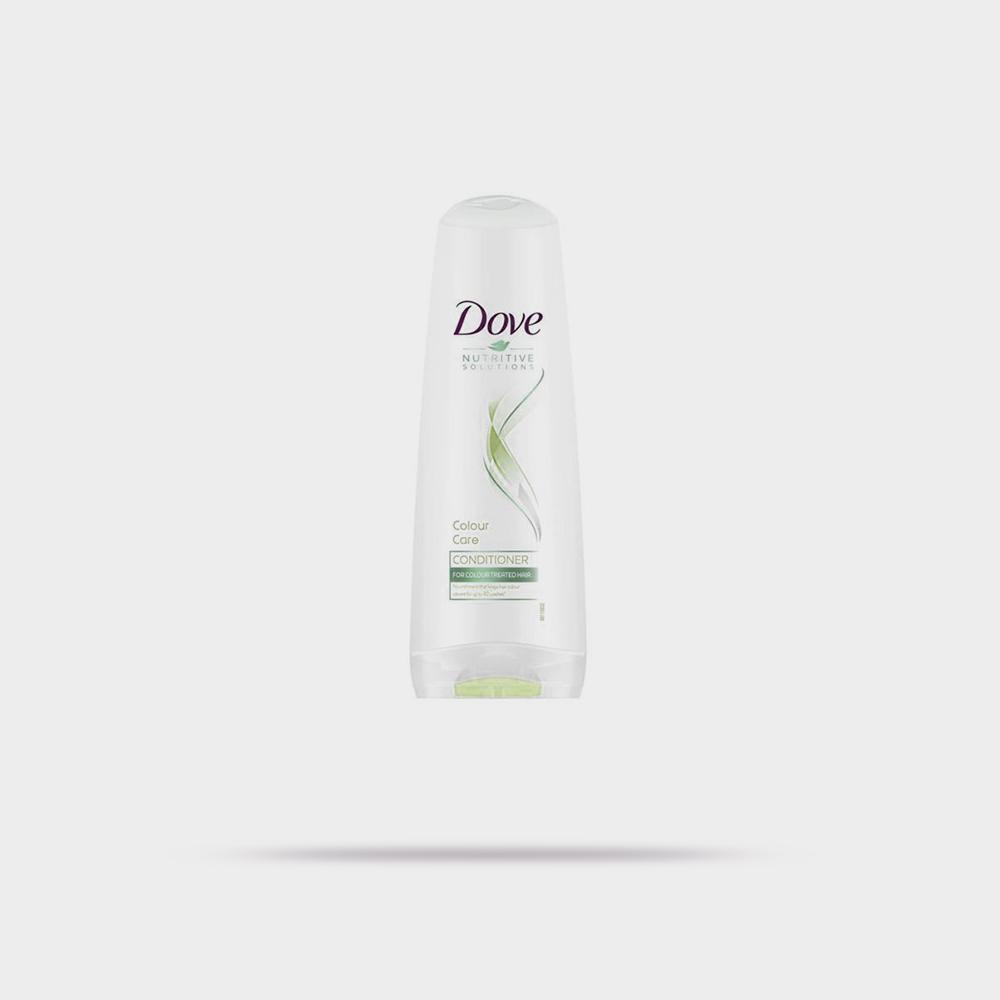 Dove
NUTRITIVE
SOLUTIONS
Colour
Care
CONDITIONER
FOR COLOUR TREATED HAIR